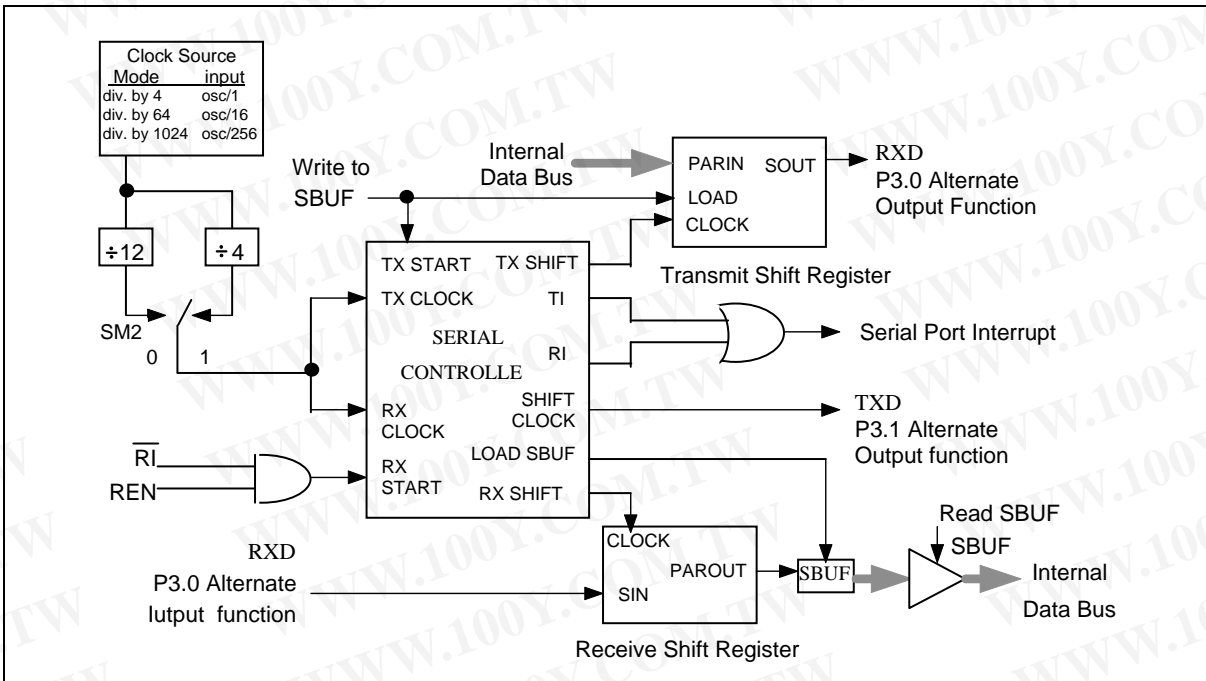 Clock Source
Mode input
div. by 4 osc/1
div. by 64 osc/16
div. by 1024 osc/256
÷12
÷4
SM2
0 1
Write to
SBUF
Internal
Data Bus
PARIN SOUT
LOAD
CLOCK
RXD
P3.0 Alternate
Output Function
Transmit Shift Register
TX START TX SHIFT
TX CLOCK TI
SERIAL
RI
CONTROLLE
RX
CLOCK
SHIFT
CLOCK
LOAD SBUF
RX
START
RX SHIFT
Serial Port Interrupt
TXD
P3.1 Alternate
Output function
RI
REN
RXD
P3.0 Alternate
Iutput function
CLOCK
PAROUT
SIN
Receive Shift Register
SBUF
Read SBUF
SBUF
Internal
Data Bus
WWW.100Y.COM.TW